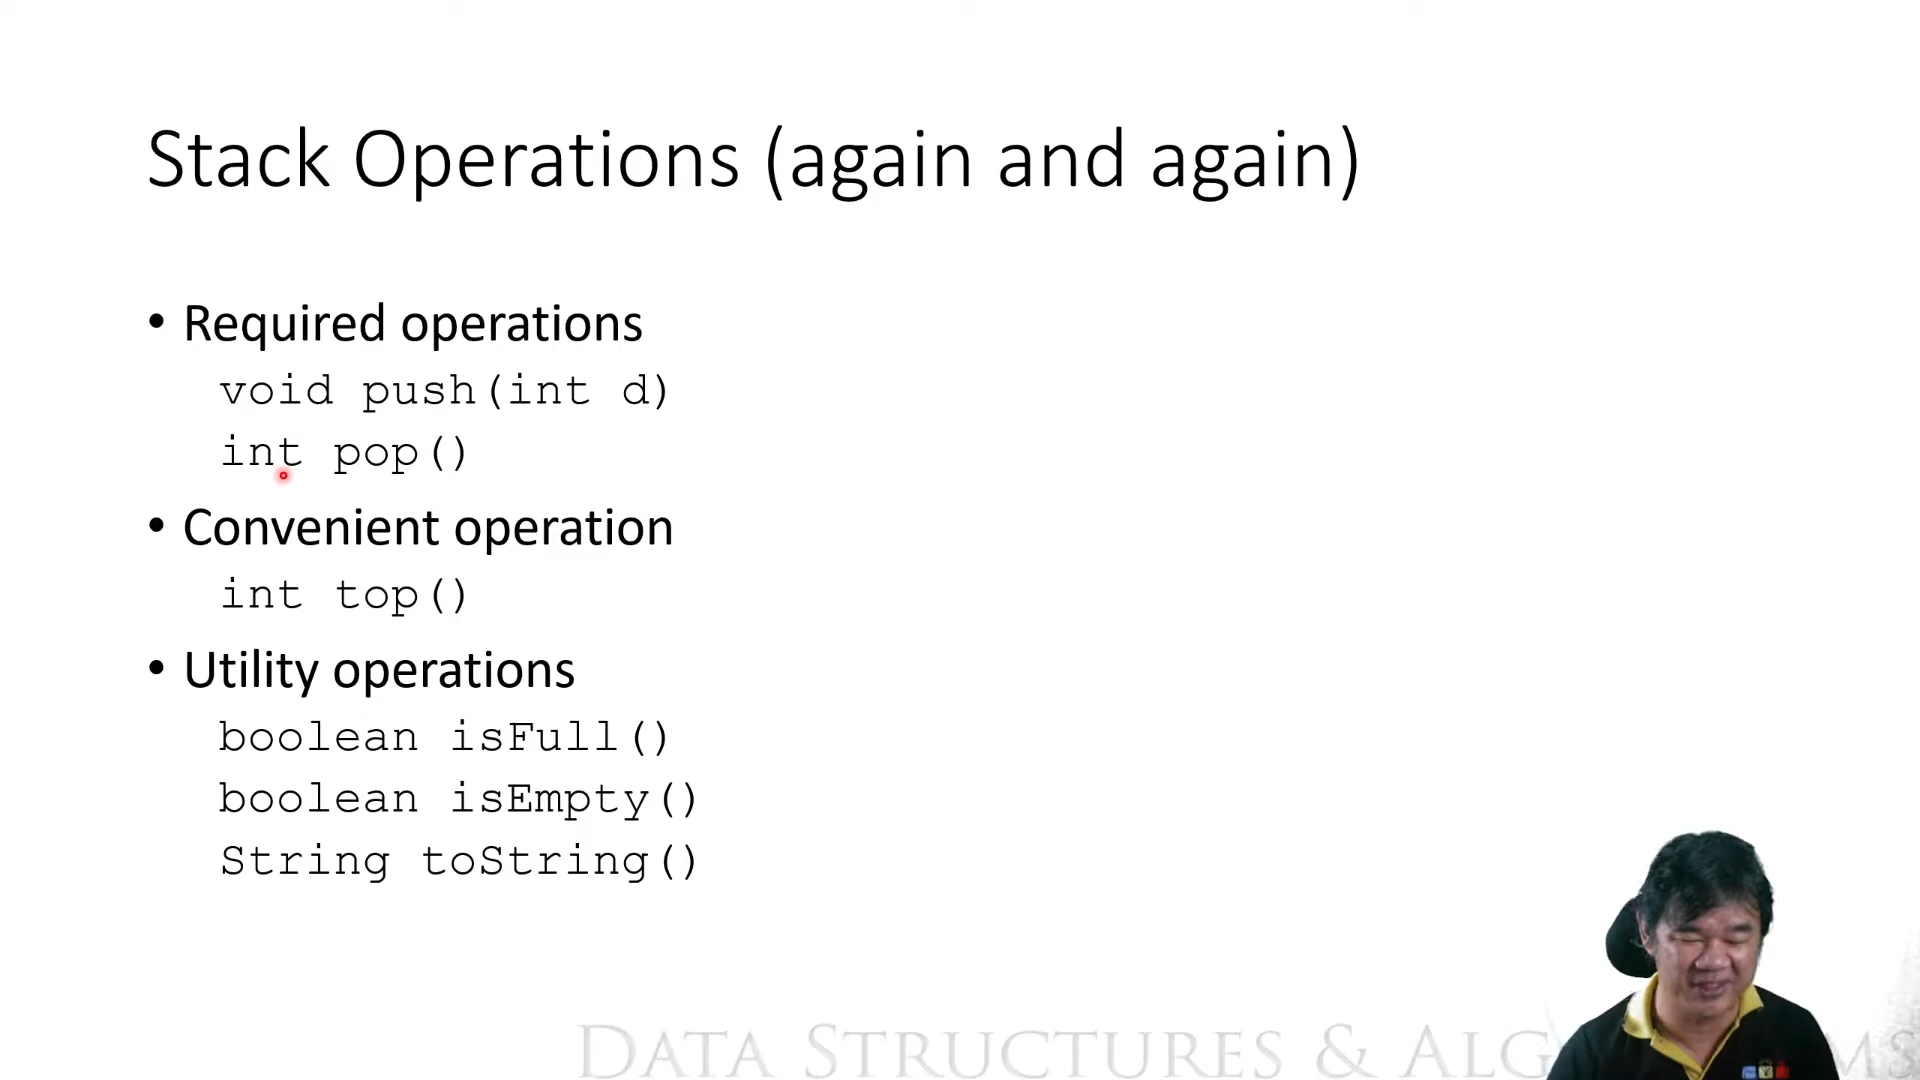 Stack Operations (again and again)
• Required operations
void push(int d)
int pop()
• Convenient operation
int top()
• Utility operations
boolean isFull()
boolean isEmpty()
String toString()
DATA STRUCTURES & ALG MS